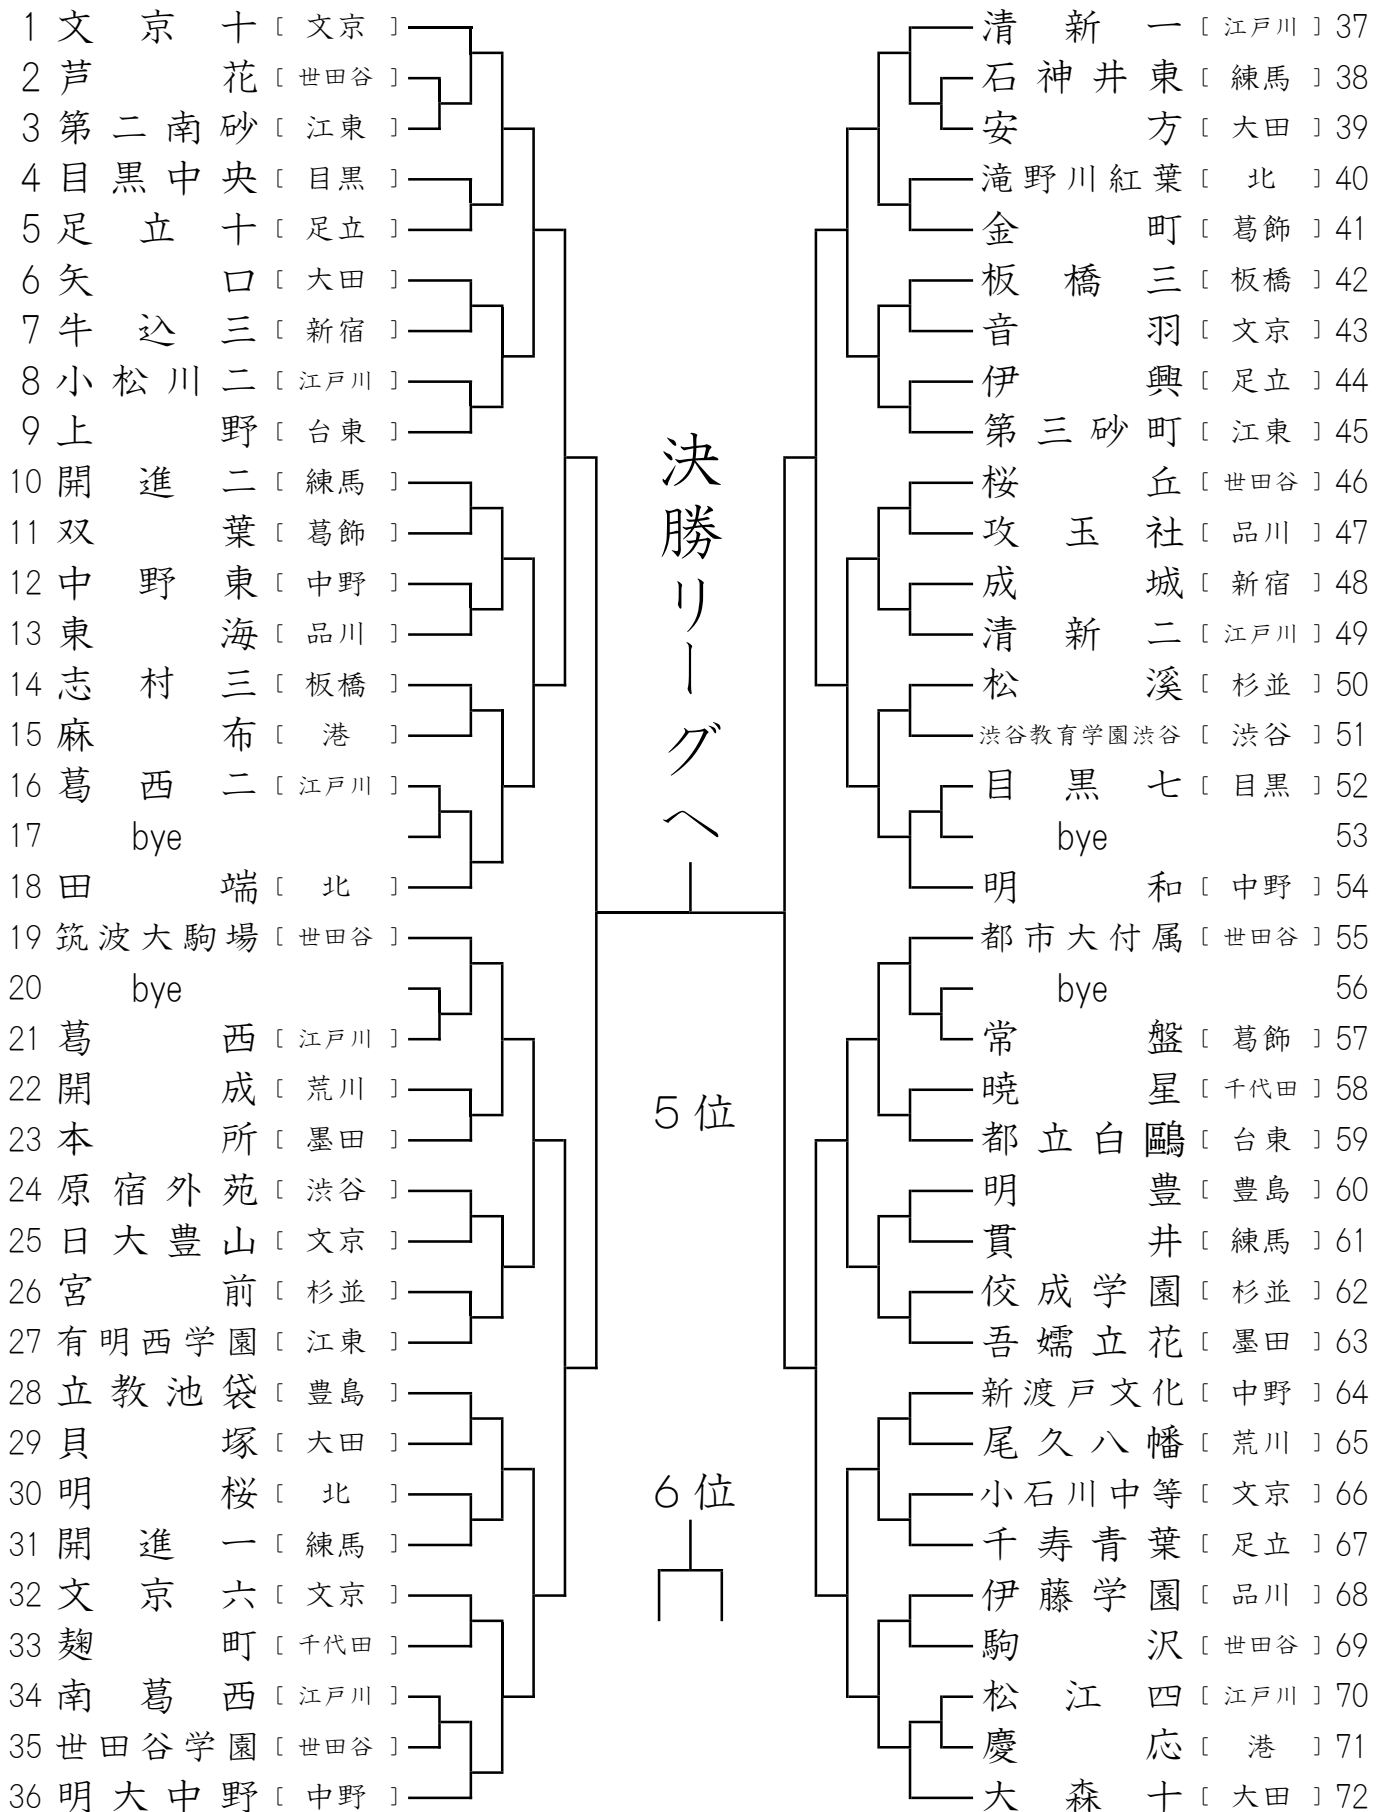 1 文京十 [ 文京 ]
2 芦花 [ 世田谷 ]
3 第二南砂 [ 江東 ]
4 目黒中央 [ 目黒 ]
5 足立十 [ 足立 ]
6 矢口 [ 大田 ]
7 牛込三 [ 新宿 ]
8 小松川二 [ 江戸川 ]
9 上野 [ 台東 ]
10 開進二 [ 練馬 ]
11 双葉 [ 葛飾 ]
12 中野東 [ 中野 ]
13 東海 [ 品川 ]
14 志村三 [ 板橋 ]
15 麻布 [ 港 ]
16 葛西二 [ 江戸川 ]
17 bye
18 田端 [ 北 ]
19 筑波大駒場 [ 世田谷 ]
20 bye
21 葛西 [ 江戸川 ]
22 開成 [ 荒川 ]
23 本所 [ 墨田 ]
24 原宿外苑 [ 渋谷 ]
25 日大豊山 [ 文京 ]
26 宮前 [ 杉並 ]
27 有明西学園 [ 江東 ]
28 立教池袋 [ 豊島 ]
29 貝塚 [ 大田 ]
30 明桜 [ 北 ]
31 開進一 [ 練馬 ]
32 文京六 [ 文京 ]
33 麹町 [ 千代田 ]
34 南葛西 [ 江戸川 ]
35 世田谷学園 [ 世田谷 ]
36 明大中野 [ 中野 ]
決勝リーグへ
5位
6位
清新一 [ 江戸川 ] 37
石神井東 [ 練馬 ] 38
安方 [ 大田 ] 39
滝野川紅葉 [ 北 ] 40
金町 [ 葛飾 ] 41
板橋三 [ 板橋 ] 42
音羽 [ 文京 ] 43
伊興 [ 足立 ] 44
第三砂町 [ 江東 ] 45
桜丘 [ 世田谷 ] 46
攻玉社 [ 品川 ] 47
成城 [ 新宿 ] 48
清新二 [ 江戸川 ] 49
松溪 [ 杉並 ] 50
渋谷教育学園渋谷 [ 渋谷 ] 51
目黒七 [ 目黒 ] 52
bye 53
明和 [ 中野 ] 54
都市大付属 [ 世田谷 ] 55
bye 56
常盤 [ 葛飾 ] 57
暁星 [ 千代田 ] 58
都立白鷗 [ 台東 ] 59
明豊 [ 豊島 ] 60
貫井 [ 練馬 ] 61
佼成学園 [ 杉並 ] 62
吾嬬立花 [ 墨田 ] 63
新渡戸文化 [ 中野 ] 64
尾久八幡 [ 荒川 ] 65
小石川中等 [ 文京 ] 66
千寿青葉 [ 足立 ] 67
伊藤学園 [ 品川 ] 68
駒沢 [ 世田谷 ] 69
松江四 [ 江戸川 ] 70
慶応 [ 港 ] 71
大森十 [ 大田 ] 72